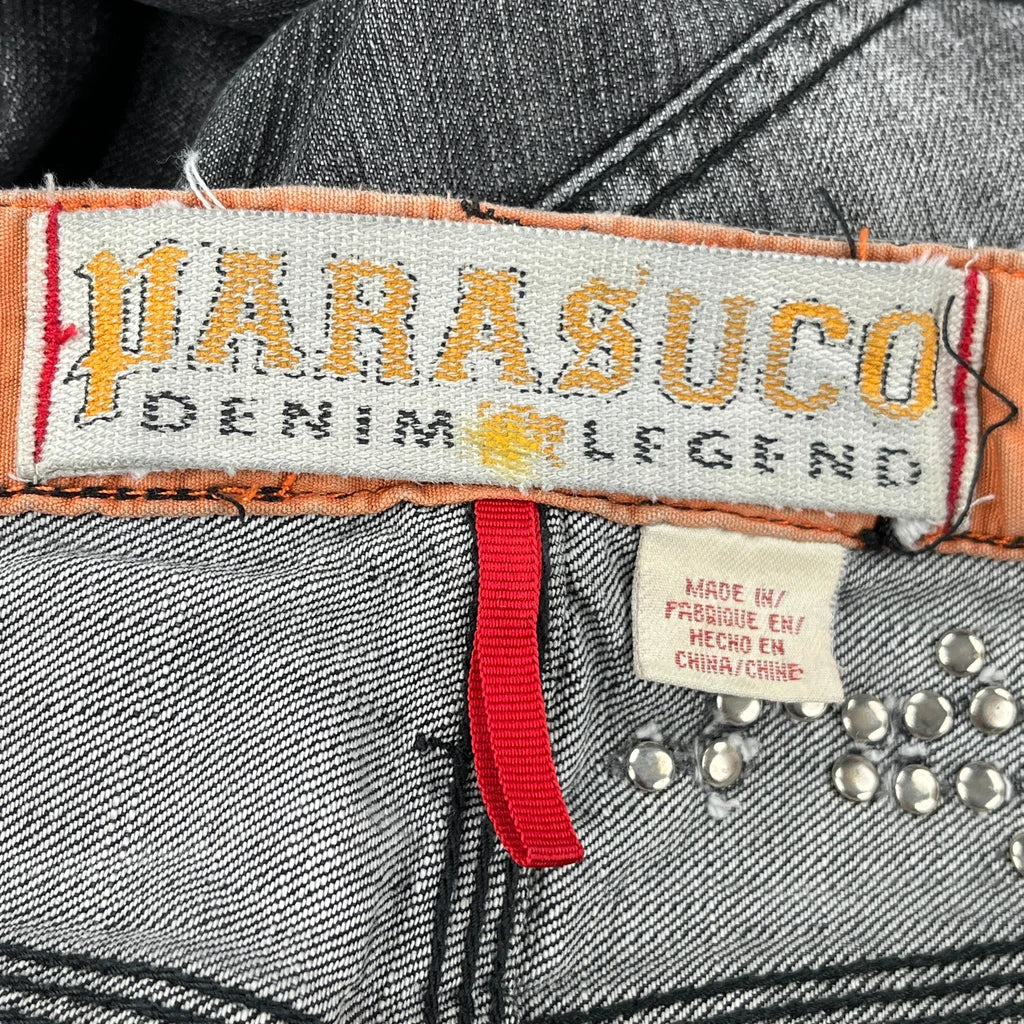 PARASUCO
DENIM LEGEND
MADE IN/
FABRIQUE EN/
HECHO EN
CHINA/CHINE